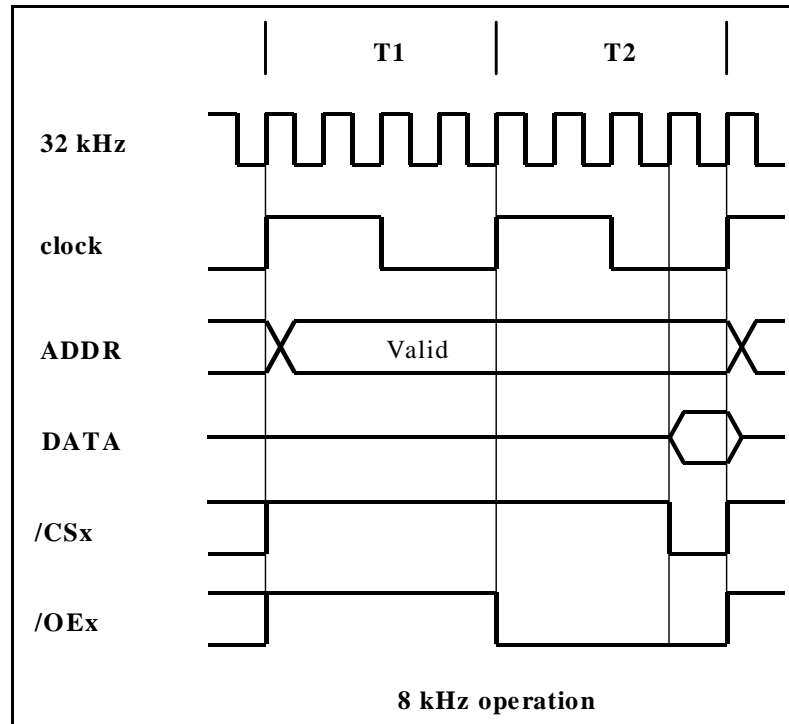 T1 T2
32 kHz
clock
ADDR Valid
DATA
/CSx
/OEx
8 kHz operation